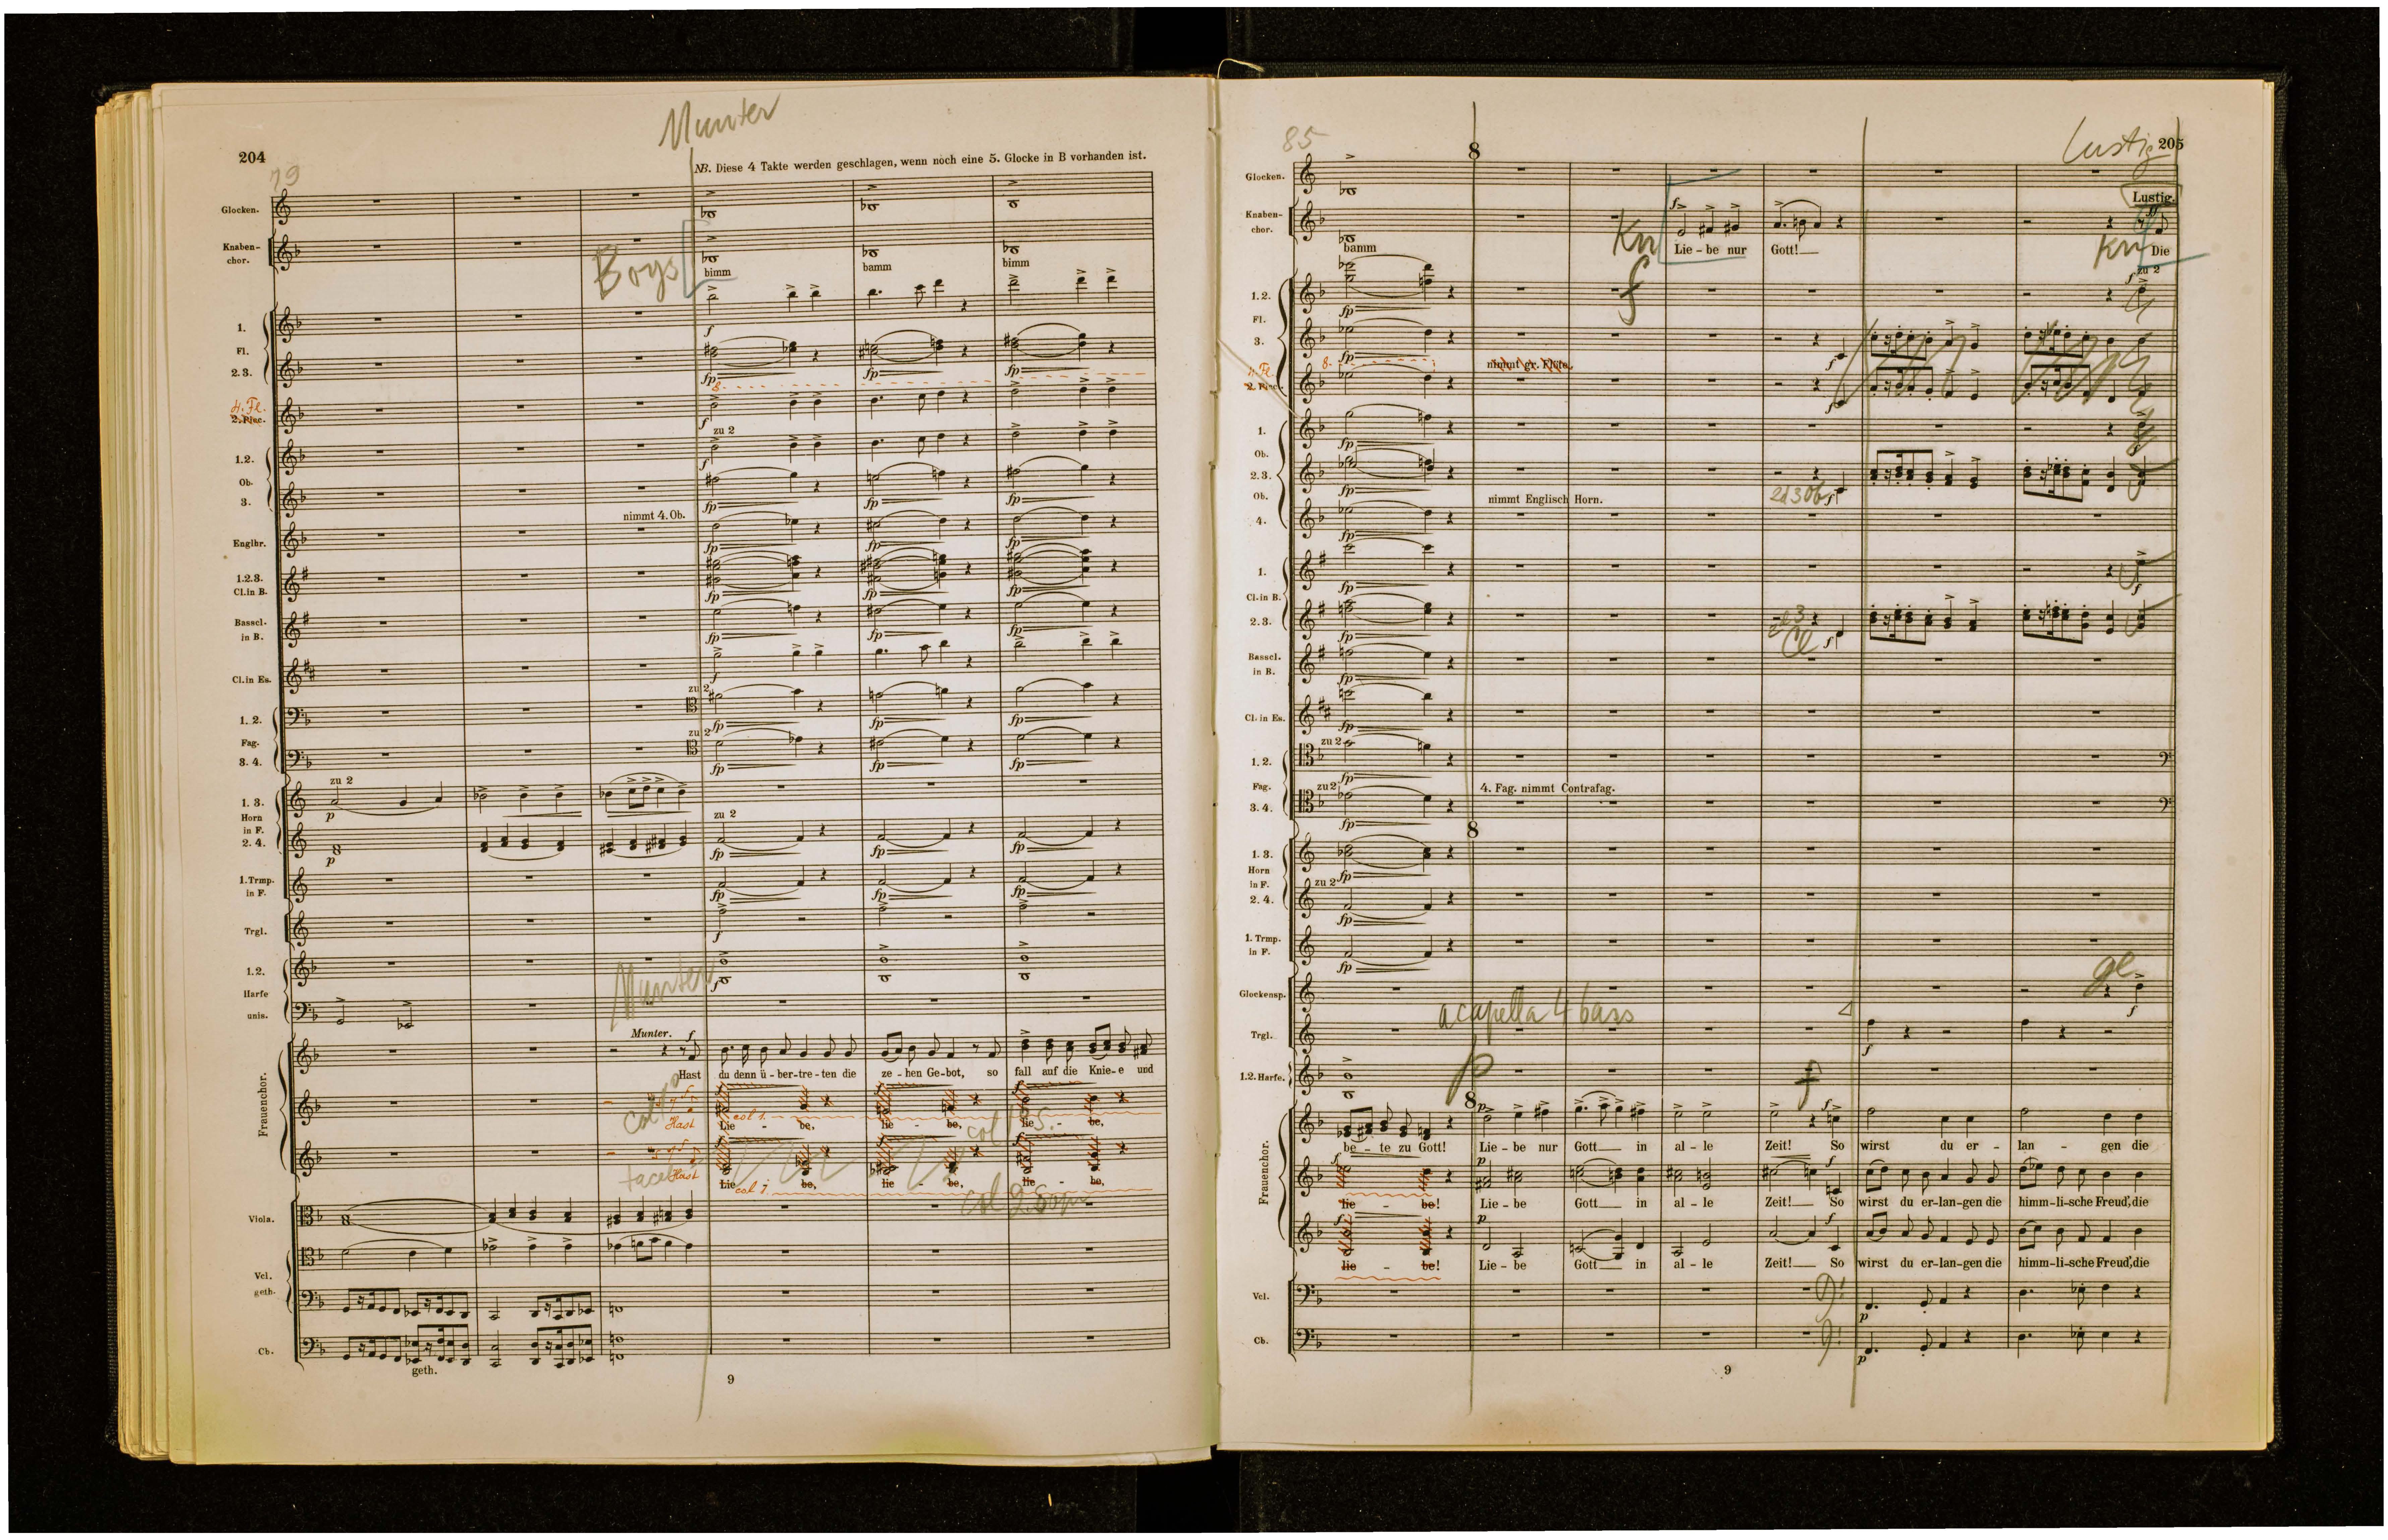 Munter
204
NB. Diese 4 Takte werden geschlagen, wenn noch eine 5. Glocke in B vorhanden ist.
79
Glocken.
Knaben-
chor.
Boys
bimm bamm bimm
1.
Fl.
2.3.
4. Fl.
2. Picc.
zu 2
1.2.
Ob.
3.
nimmt 4. Ob.
Englhr.
1.2.3.
Cl. in B.
Basscl.
in B.
Cl. in Es.
zu 2
1. 2.
Fag.
zu 2
3. 4.
zu 2
1. 3.
Horn
in F.
2. 4.
zu 2
1. Trmp.
in F.
Trgl.
1.2.
Harfe
unis.
Munter
Munter.
Hast du denn ü-ber-tre-ten die ze-hen Ge-bot, so fall auf die Knie-e und
Frauenchor.
Hast col 1.
Lie - be, lie - be, lie - be,
tacet Hast
Lie - be, lie - be, lie - be,
col 1.
Viola.
Vcl.
geth.
Cb.
geth.
9
85
8
Lustig
205
Glocken.
Lustig.
Knaben-
chor.
bamm Kn Lie-be nur Gott! Kn Die
zu 2
1.2.
Fl.
3.
4. Fl.
2. Picc.
nimmt gr. Flöte.
1.
Ob.
2.3.
Ob.
nimmt Englisch Horn.
2d 3 Ob
4.
1.
Cl. in B.
2.3.
Cl
Basscl.
in B.
Cl. in Es.
zu 2
1. 2.
Fag.
zu 2
4. Fag. nimmt Contrafag.
3. 4.
8
1. 3.
Horn
in F.
zu 2
2. 4.
1. Trmp.
in F.
Glockensp.
gl
acapella 4 bars
Trgl.
1.2. Harfe.
8
be - te zu Gott! Lie - be nur Gott in al - le Zeit! So wirst du er - lan - gen die
Frauenchor.
lie - be! Lie - be Gott in al - le Zeit! So wirst du er-lan-gen die himm-li-sche Freud', die
lie - be! Lie - be Gott in al - le Zeit! So wirst du er-lan-gen die himm-li-sche Freud', die
Vcl.
Cb.
9